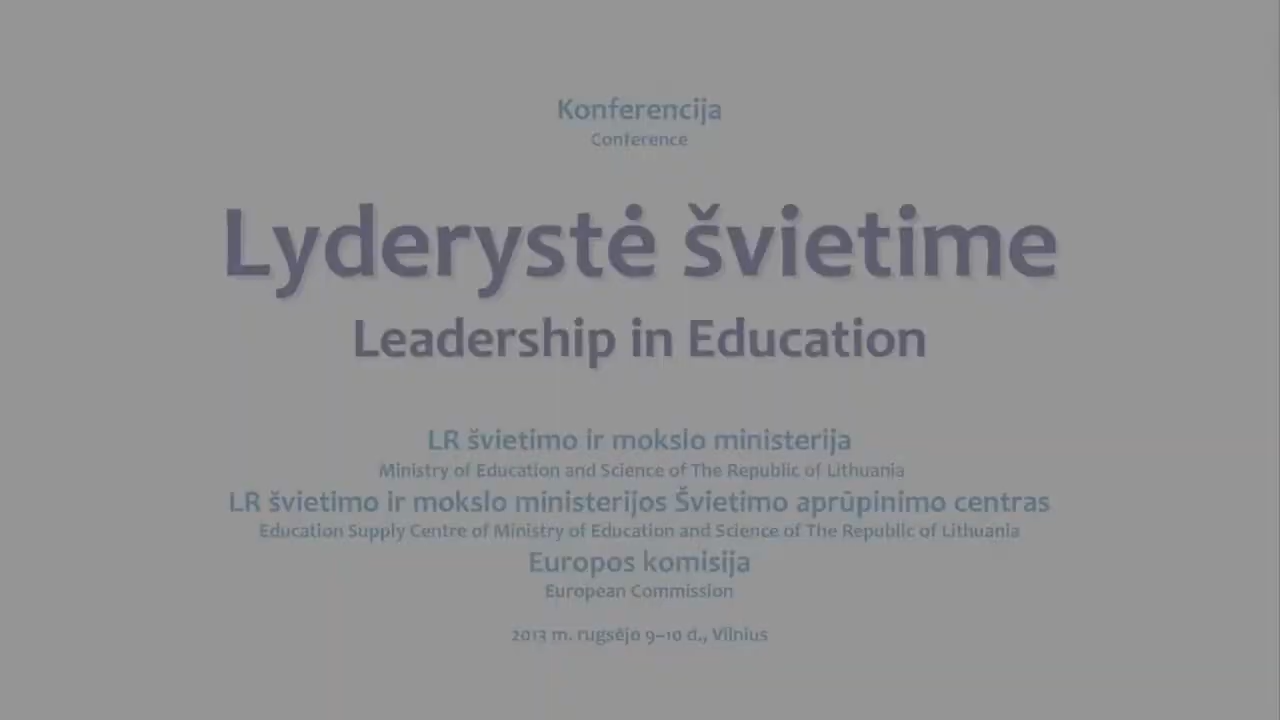 Konferencija
Conference
Lyderystė švietime
Leadership in Education
LR švietimo ir mokslo ministerija
Ministry of Education and Science of The Republic of Lithuania
LR švietimo ir mokslo ministerijos Švietimo aprūpinimo centras
Education Supply Centre of Ministry of Education and Science of The Republic of Lithuania
Europos komisija
European Commission
2013 m. rugsėjo 9–10 d., Vilnius